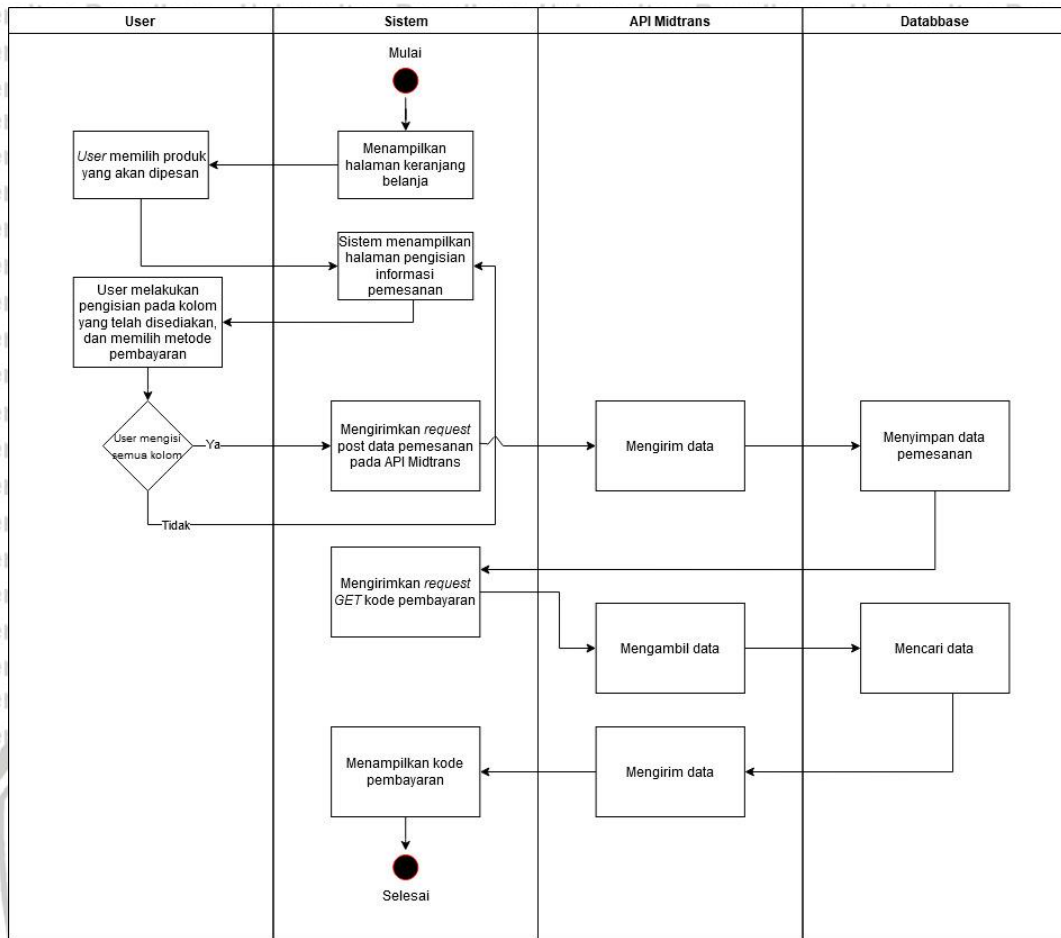 User
Sistem
API Midtrans
Databbase
Mulai
Menampilkan
halaman keranjang
belanja
User memilih produk
yang akan dipesan
Sistem menampilkan
halaman pengisian
informasi
pemesanan
User melakukan
pengisian pada kolom
yang telah disediakan,
dan memilih metode
pembayaran
User mengisi
semua kolom
Ya
Tidak
Mengirimkan request
post data pemesanan
pada API Midtrans
Mengirim data
Menyimpan data
pemesanan
Mengirimkan request
GET kode pembayaran
Mengambil data
Mencari data
Mengirim data
Menampilkan kode
pembayaran
Selesai